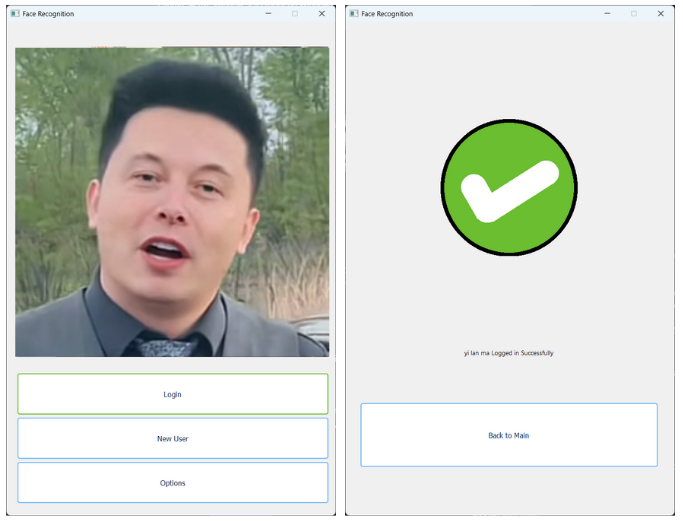 Face Recognition
Login
New User
Options
Face Recognition
yi lan ma Logged in Successfully
Back to Main